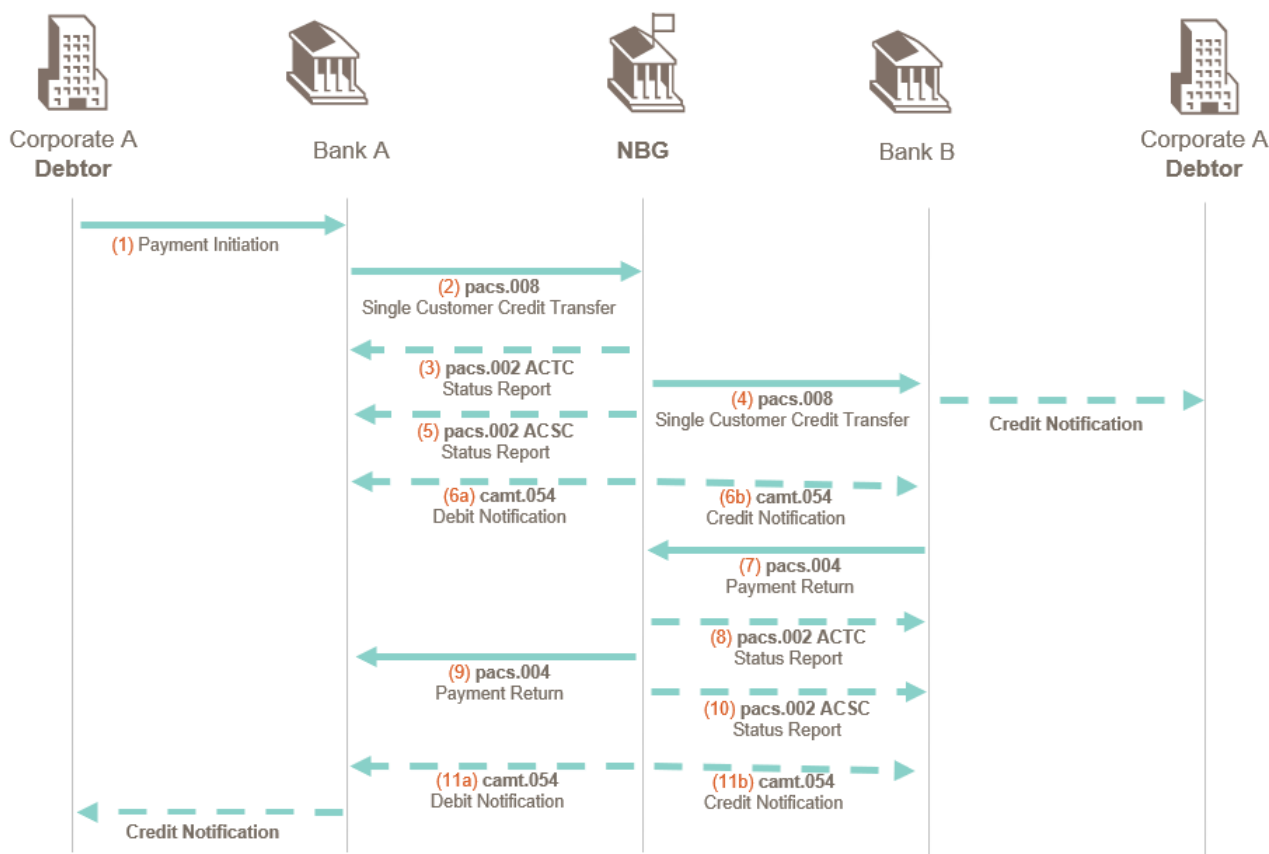 Corporate A
Debtor
Bank A
NBG
Bank B
Corporate A
Debtor
(1) Payment Initiation
(2) pacs.008
Single Customer Credit Transfer
(3) pacs.002 ACTC
Status Report
(4) pacs.008
Single Customer Credit Transfer
Credit Notification
(5) pacs.002 ACSC
Status Report
(6a) camt.054
Debit Notification
(6b) camt.054
Credit Notification
(7) pacs.004
Payment Return
(8) pacs.002 ACTC
Status Report
(9) pacs.004
Payment Return
(10) pacs.002 ACSC
Status Report
(11a) camt.054
Debit Notification
(11b) camt.054
Credit Notification
Credit Notification